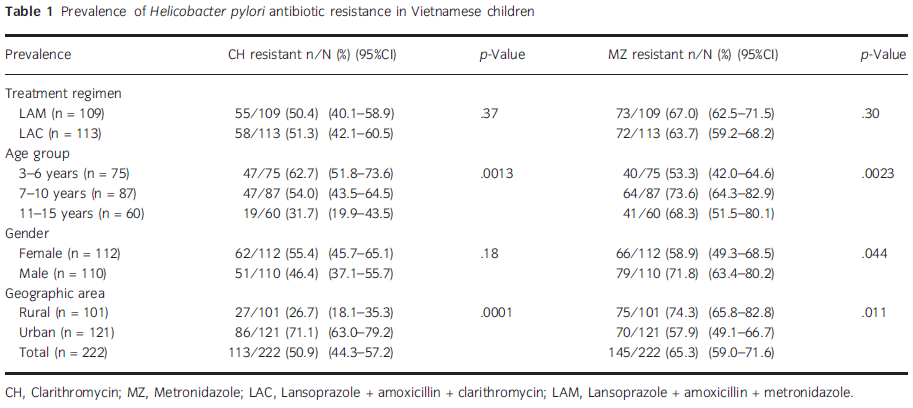 Table 1 Prevalence of Helicobacter pylori antibiotic resistance in Vietnamese children
Prevalence CH resistant n/N (%) (95%CI) p-Value MZ resistant n/N (%) (95%CI) p-Value
Treatment regimen
LAM (n = 109) 55/109 (50.4) (40.1–58.9) .37 73/109 (67.0) (62.5–71.5) .30
LAC (n = 113) 58/113 (51.3) (42.1–60.5) 72/113 (63.7) (59.2–68.2)
Age group
3–6 years (n = 75) 47/75 (62.7) (51.8–73.6) .0013 40/75 (53.3) (42.0–64.6) .0023
7–10 years (n = 87) 47/87 (54.0) (43.5–64.5) 64/87 (73.6) (64.3–82.9)
11–15 years (n = 60) 19/60 (31.7) (19.9–43.5) 41/60 (68.3) (51.5–80.1)
Gender
Female (n = 112) 62/112 (55.4) (45.7–65.1) .18 66/112 (58.9) (49.3–68.5) .044
Male (n = 110) 51/110 (46.4) (37.1–55.7) 79/110 (71.8) (63.4–80.2)
Geographic area
Rural (n = 101) 27/101 (26.7) (18.1–35.3) .0001 75/101 (74.3) (65.8–82.8) .011
Urban (n = 121) 86/121 (71.1) (63.0–79.2) 70/121 (57.9) (49.1–66.7)
Total (n = 222) 113/222 (50.9) (44.3–57.2) 145/222 (65.3) (59.0–71.6)
CH, Clarithromycin; MZ, Metronidazole; LAC, Lansoprazole + amoxicillin + clarithromycin; LAM, Lansoprazole + amoxicillin + metronidazole.